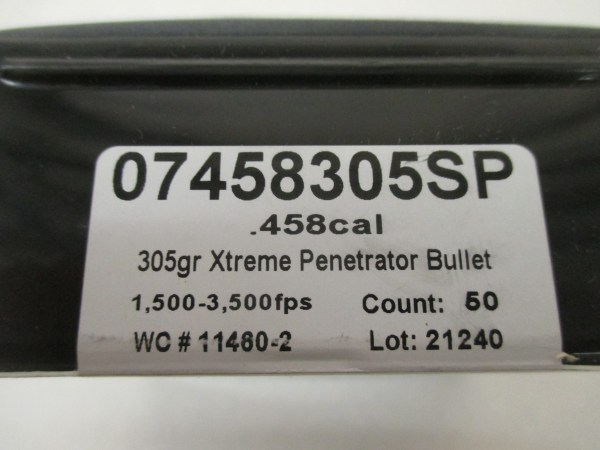 07458305SP
.458cal
305gr Xtreme Penetrator Bullet
1,500-3,500fps Count: 50
WC # 11480-2 Lot: 21240